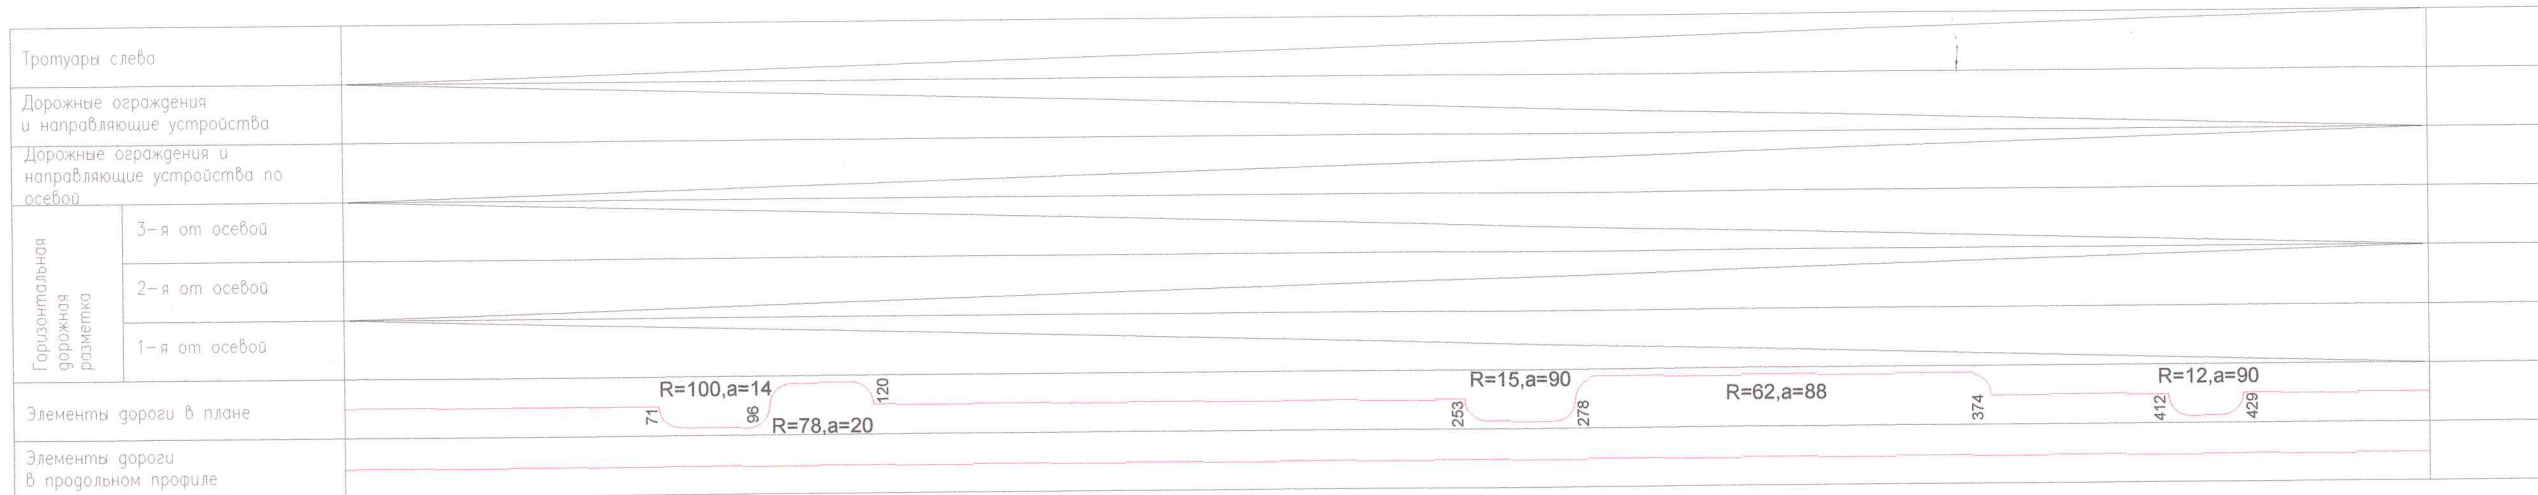 Тротуары слева
Дорожные ограждения
и направляющие устройства
Дорожные ограждения и
направляющие устройства по
осевой
Горизонтальная
дорожная
разметка
3-я от осевой
2-я от осевой
1-я от осевой
Элементы дороги в плане
71
R=100,a=14
96
R=78,a=20
120
253
R=15,a=90
278
R=62,a=88
374
412
R=12,a=90
429
Элементы дороги
в продольном профиле